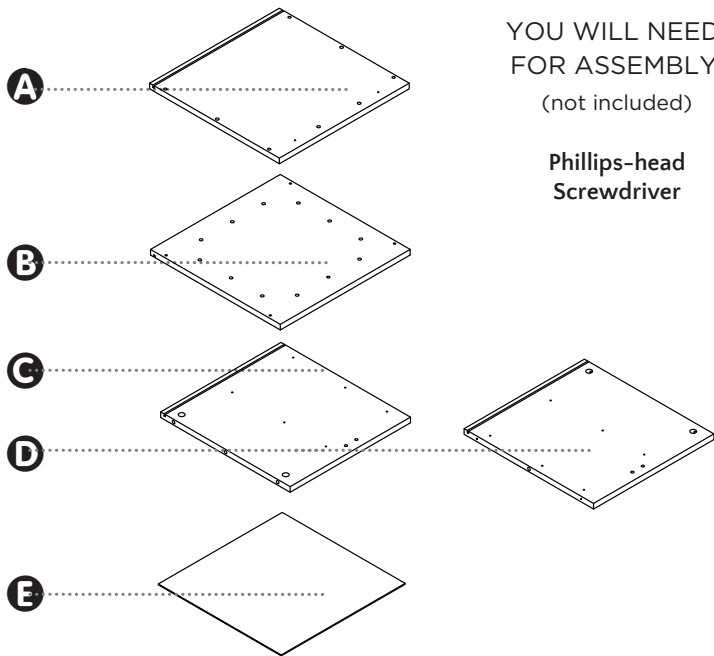 YOU WILL NEED
FOR ASSEMBLY
(not included)
Phillips-head
Screwdriver
A
B
C
D
E